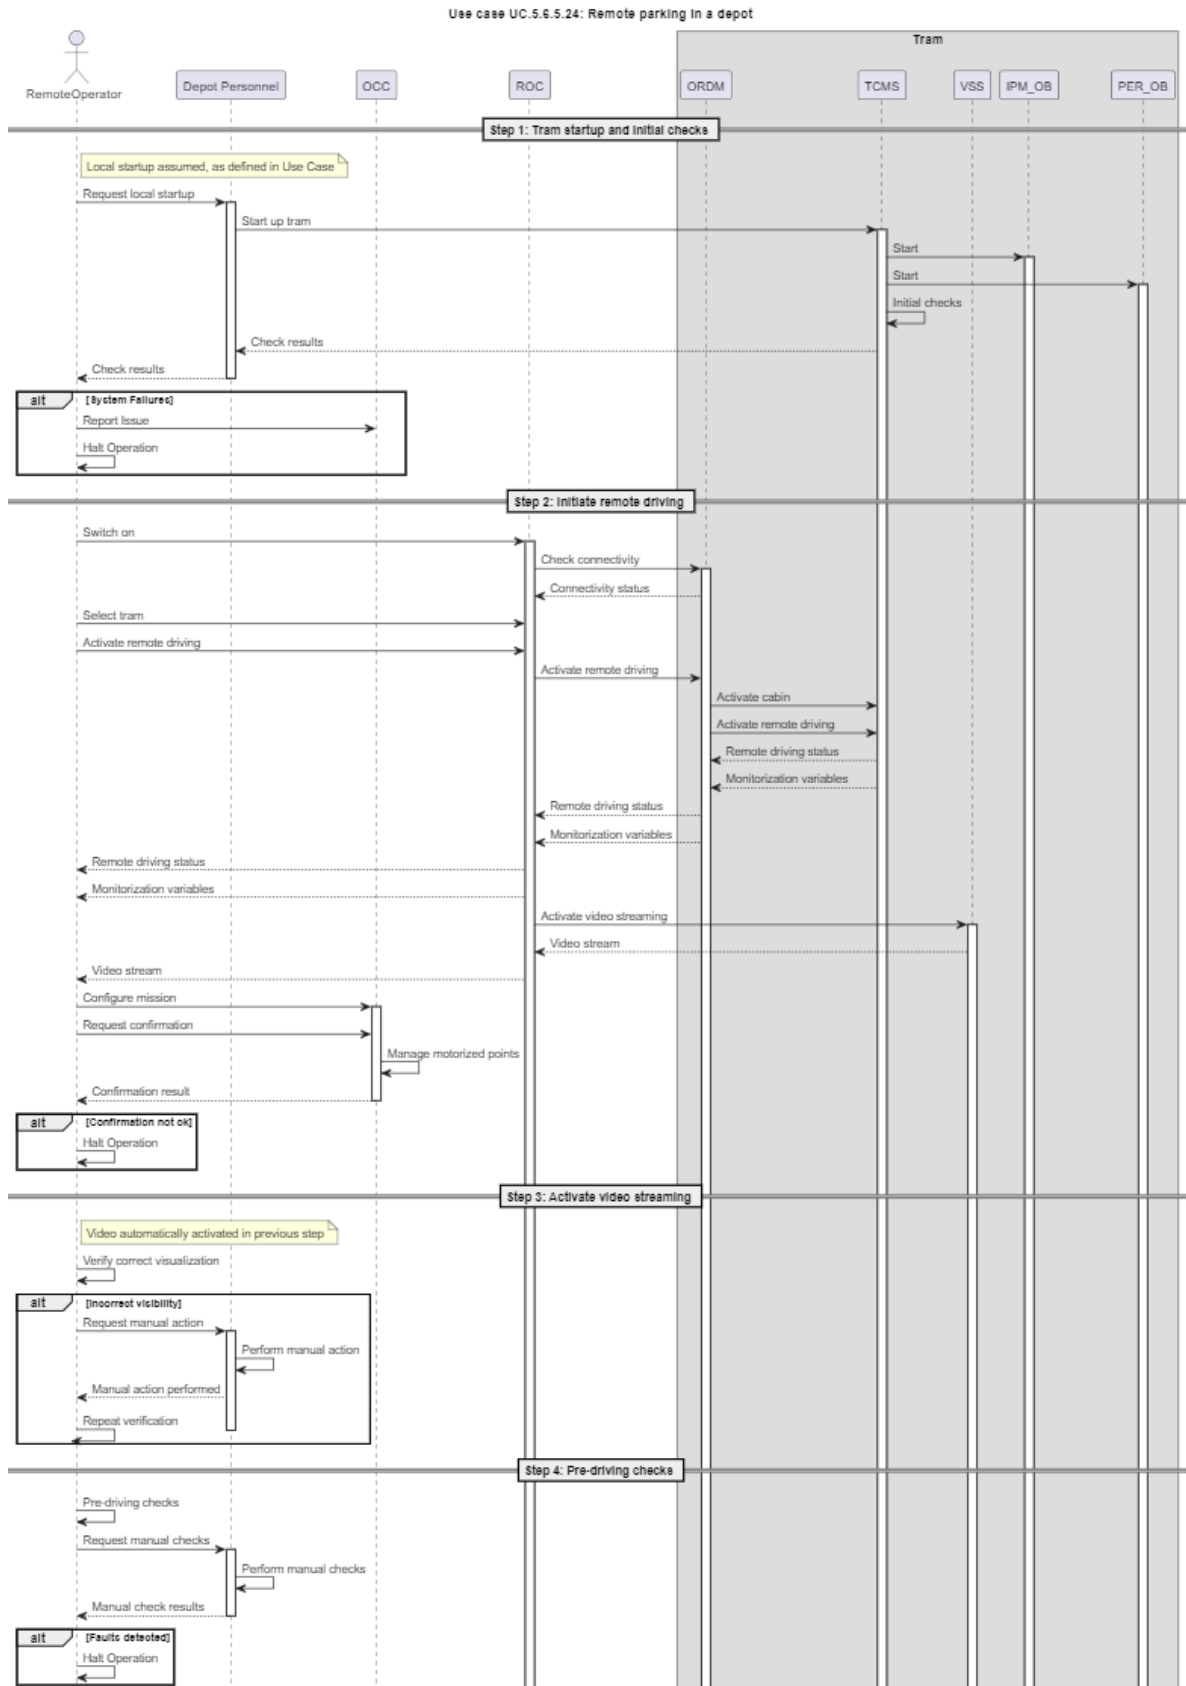 Use case UC.5.6.5.24: Remote parking in a depot
Tram
RemoteOperator
Depot Personnel
OCC
ROC
ORDM
TCMS
VSS
IPM_OB
PER_OB
Step 1: Tram startup and initial checks
Local startup assumed, as defined in Use Case
Request local startup
Start up tram
Start
Start
Initial checks
Check results
Check results
alt
[System Failures]
Report Issue
Halt Operation
Step 2: Initiate remote driving
Switch on
Check connectivity
Connectivity status
Select tram
Activate remote driving
Activate remote driving
Activate cabin
Activate remote driving
Remote driving status
Monitorization variables
Remote driving status
Monitorization variables
Remote driving status
Monitorization variables
Activate video streaming
Video stream
Video stream
Configure mission
Request confirmation
Manage motorized points
Confirmation result
alt
[Confirmation not ok]
Halt Operation
Step 3: Activate video streaming
Video automatically activated in previous step
Verify correct visualization
alt
[Incorrect visibility]
Request manual action
Perform manual action
Manual action performed
Repeat verification
Step 4: Pre-driving checks
Pre-driving checks
Request manual checks
Perform manual checks
Manual check results
alt
[Faults detected]
Halt Operation